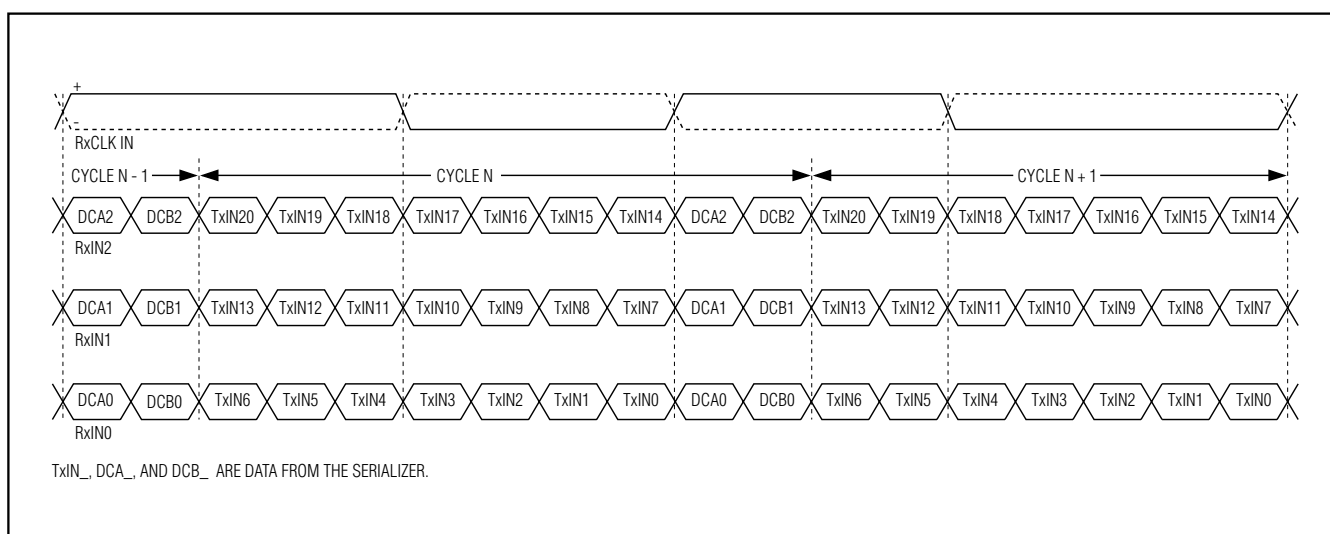 +
-
RxCLK IN
CYCLE N - 1 CYCLE N CYCLE N + 1
DCA2 DCB2 TxIN20 TxIN19 TxIN18 TxIN17 TxIN16 TxIN15 TxIN14 DCA2 DCB2 TxIN20 TxIN19 TxIN18 TxIN17 TxIN16 TxIN15 TxIN14
RxIN2
DCA1 DCB1 TxIN13 TxIN12 TxIN11 TxIN10 TxIN9 TxIN8 TxIN7 DCA1 DCB1 TxIN13 TxIN12 TxIN11 TxIN10 TxIN9 TxIN8 TxIN7
RxIN1
DCA0 DCB0 TxIN6 TxIN5 TxIN4 TxIN3 TxIN2 TxIN1 TxIN0 DCA0 DCB0 TxIN6 TxIN5 TxIN4 TxIN3 TxIN2 TxIN1 TxIN0
RxIN0
TxIN_, DCA_, AND DCB_ ARE DATA FROM THE SERIALIZER.